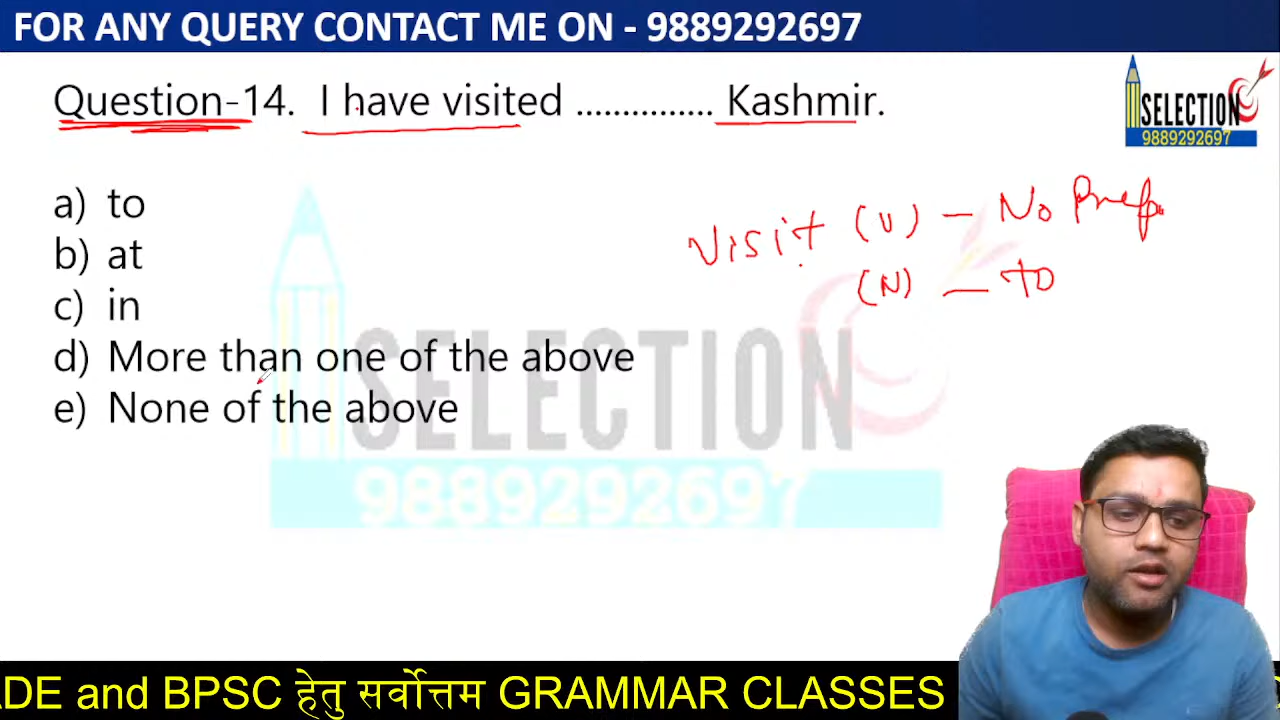 FOR ANY QUERY CONTACT ME ON - 9889292697
Question-14. I have visited ............... Kashmir.
SELECTION
9889292697
a) to
b) at
c) in
d) More than one of the above
e) None of the above
Visit (V) – No Prep.
(N) – to
SELECTION
9889292697
ADE and BPSC हेतु सर्वोत्तम GRAMMAR CLASSES